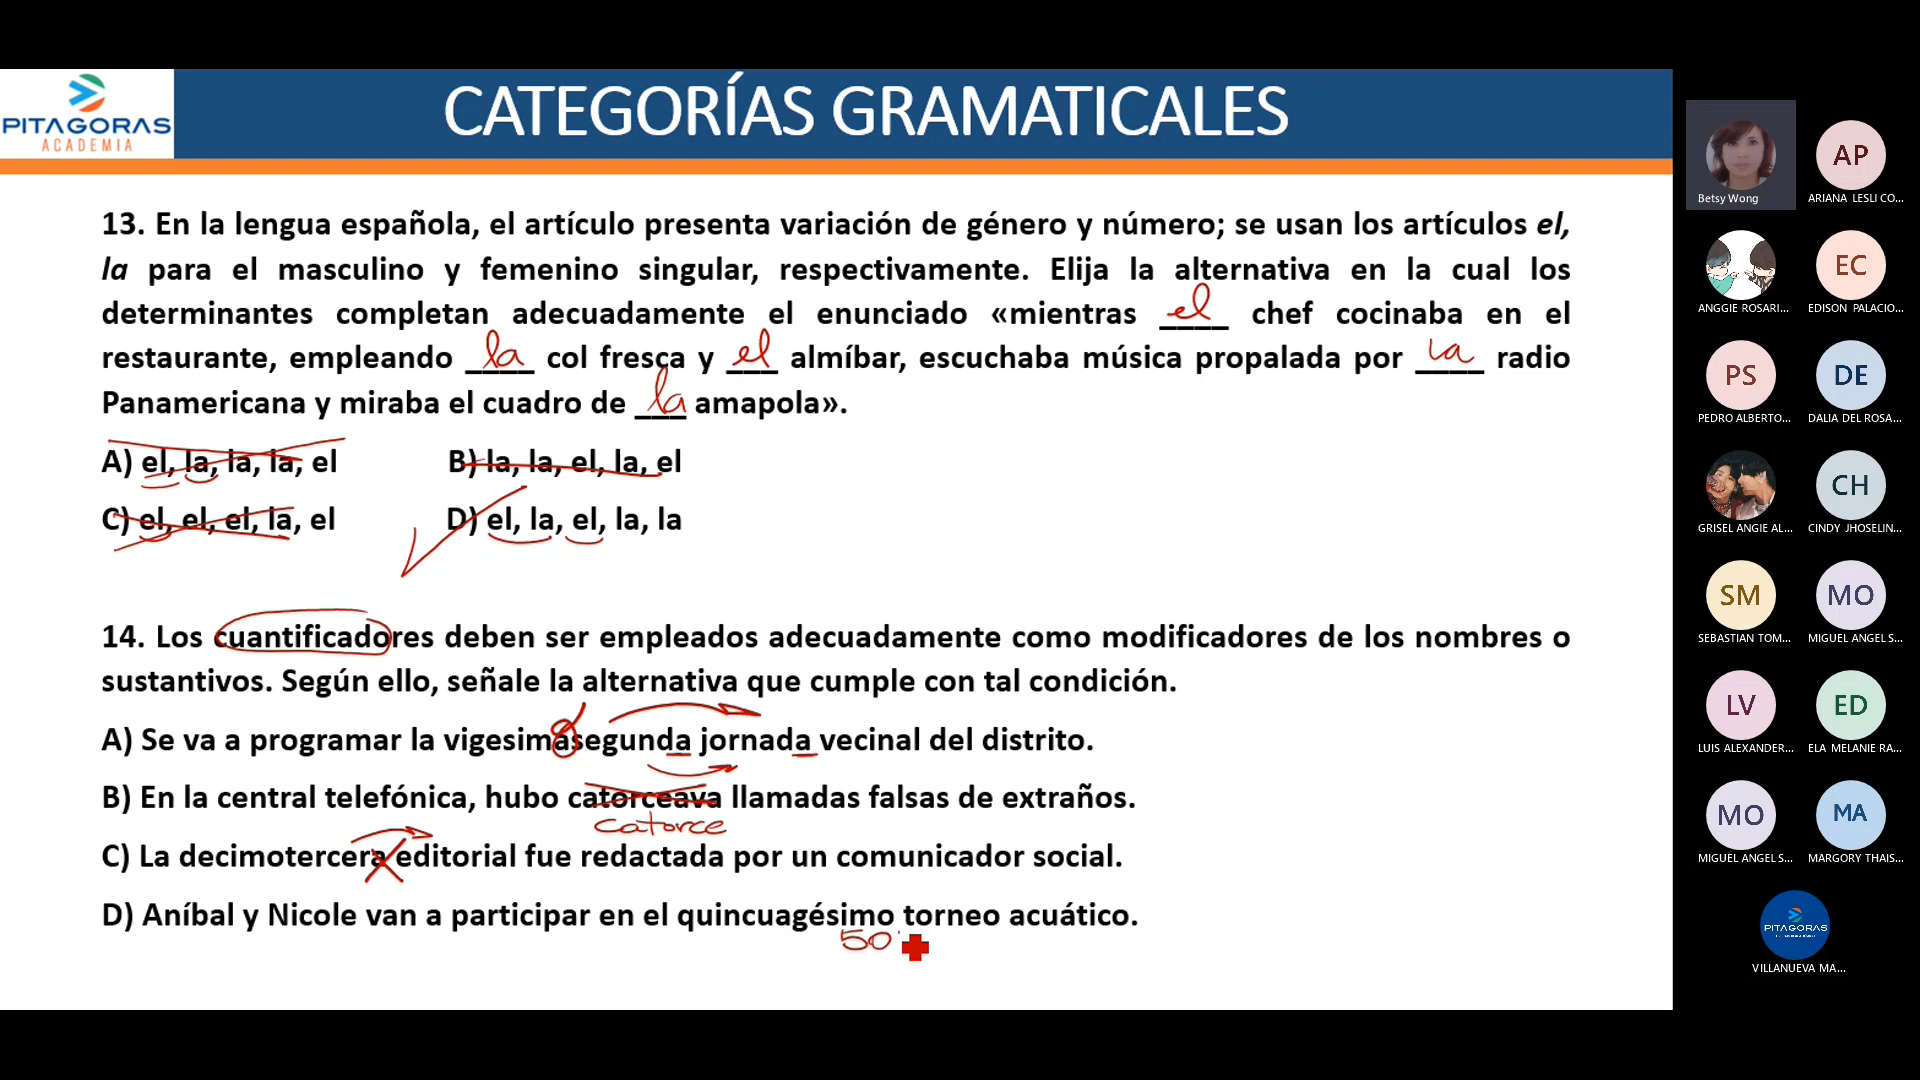 PITAGORAS
ACADEMIA
CATEGORÍAS GRAMATICALES
13. En la lengua española, el artículo presenta variación de género y número; se usan los artículos el,
la para el masculino y femenino singular, respectivamente. Elija la alternativa en la cual los
determinantes completan adecuadamente el enunciado «mientras el chef cocinaba en el
restaurante, empleando la col fresca y el almíbar, escuchaba música propalada por la radio
Panamericana y miraba el cuadro de la amapola».
A) el, la, la, la, el
B) la, la, el, la, el
C) el, el, el, la, el
D) el, la, el, la, la
14. Los cuantificadores deben ser empleados adecuadamente como modificadores de los nombres o
sustantivos. Según ello, señale la alternativa que cumple con tal condición.
A) Se va a programar la vigesimasegunda jornada vecinal del distrito.
B) En la central telefónica, hubo catorceava llamadas falsas de extraños.
catorce
C) La decimotercera editorial fue redactada por un comunicador social.
D) Aníbal y Nicole van a participar en el quincuagésimo torneo acuático.
50
Betsy Wong
AP
ARIANA LESLI CO...
ANGGIE ROSARI...
EC
EDISON PALACIO...
PS
PEDRO ALBERTO...
DE
DALIA DEL ROSA...
GRISEL ANGIE AL...
CH
CINDY JHOSELIN...
SM
SEBASTIAN TOM...
MO
MIGUEL ANGEL S...
LV
LUIS ALEXANDER...
ED
ELA MELANIE RA...
MO
MIGUEL ANGEL S...
MA
MARGORY THAIS...
PITAGORAS
VILLANUEVA MA...